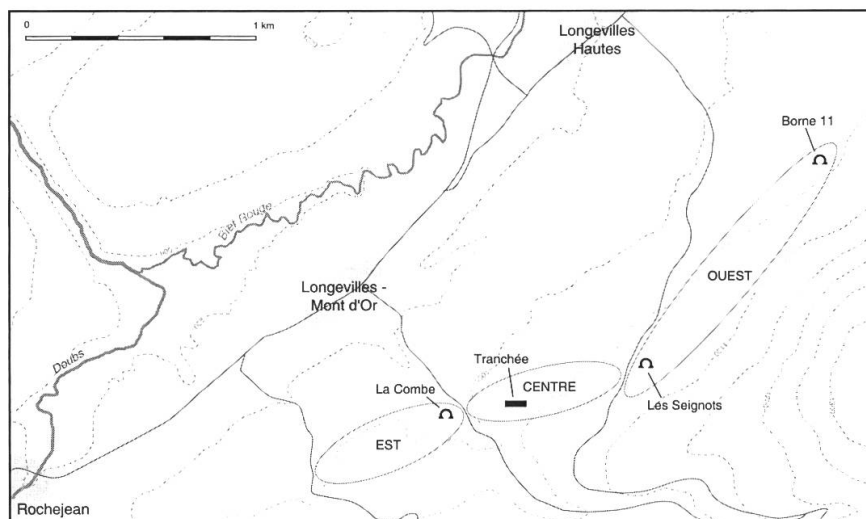 0
1 km
Longevilles
Hautes
Borne 11
Bief Rouge
OUEST
Longevilles -
Mont d'Or
Doubs
Tranchée
La Combe
CENTRE
Les Seignots
EST
Rochejean